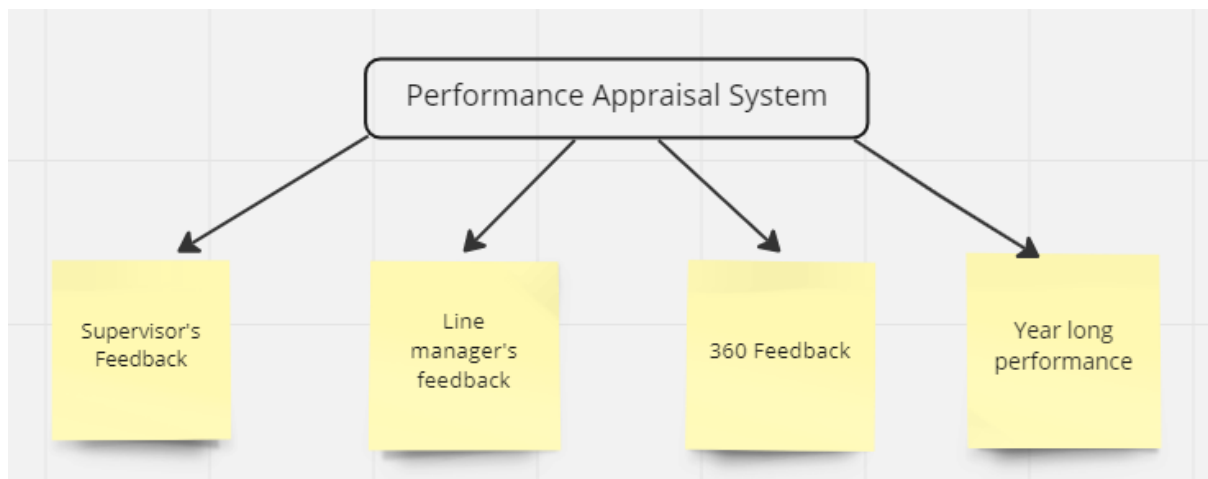 Performance Appraisal System
Supervisor's
Feedback
Line
manager's
feedback
360 Feedback
Year long
performance